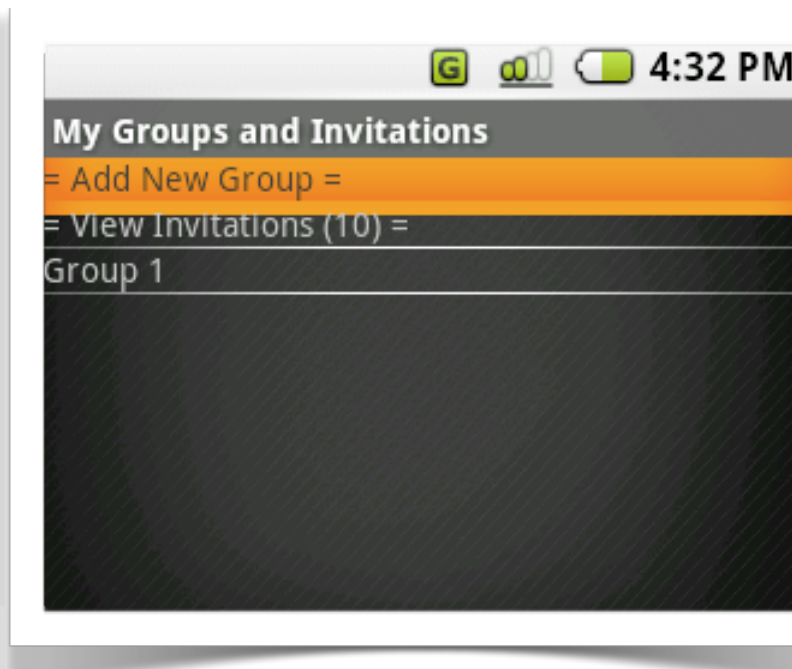 G 4:32 PM
My Groups and Invitations
= Add New Group =
= View Invitations (10) =
Group 1